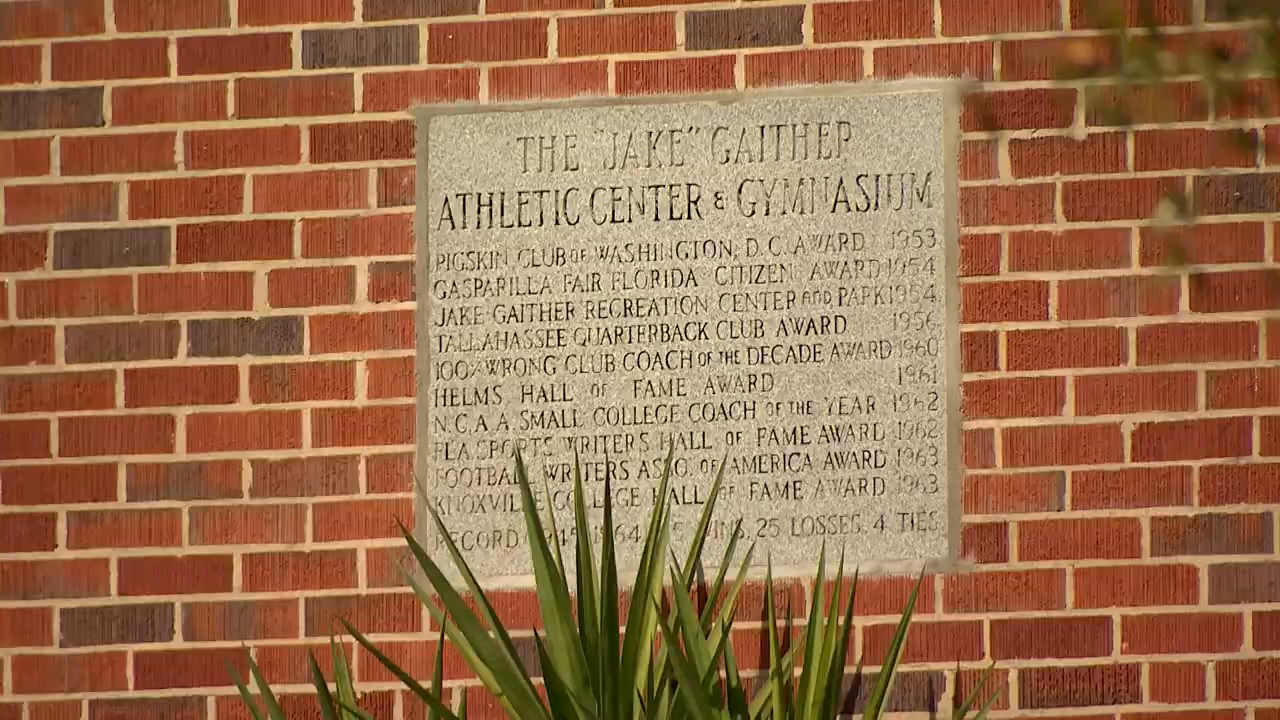 THE "JAKE" GAITHER
ATHLETIC CENTER & GYMNASIUM
PIGSKIN CLUB OF WASHINGTON, D.C. AWARD 1953
GASPARILLA FAIR FLORIDA CITIZEN AWARD 1954
JAKE GAITHER RECREATION CENTER AND PARK 1954
TALLAHASSEE QUARTERBACK CLUB AWARD 1956
100% WRONG CLUB COACH OF THE DECADE AWARD 1960
HELMS HALL OF FAME AWARD 1961
N.C.A.A. SMALL COLLEGE COACH OF THE YEAR 1962
FLA SPORTS WRITERS HALL OF FAME AWARD 1962
FOOTBALL WRITERS ASSO. OF AMERICA AWARD 1963
KNOXVILLE COLLEGE HALL OF FAME AWARD 1963
RECORD WINS, 25 LOSSES, 4 TIES